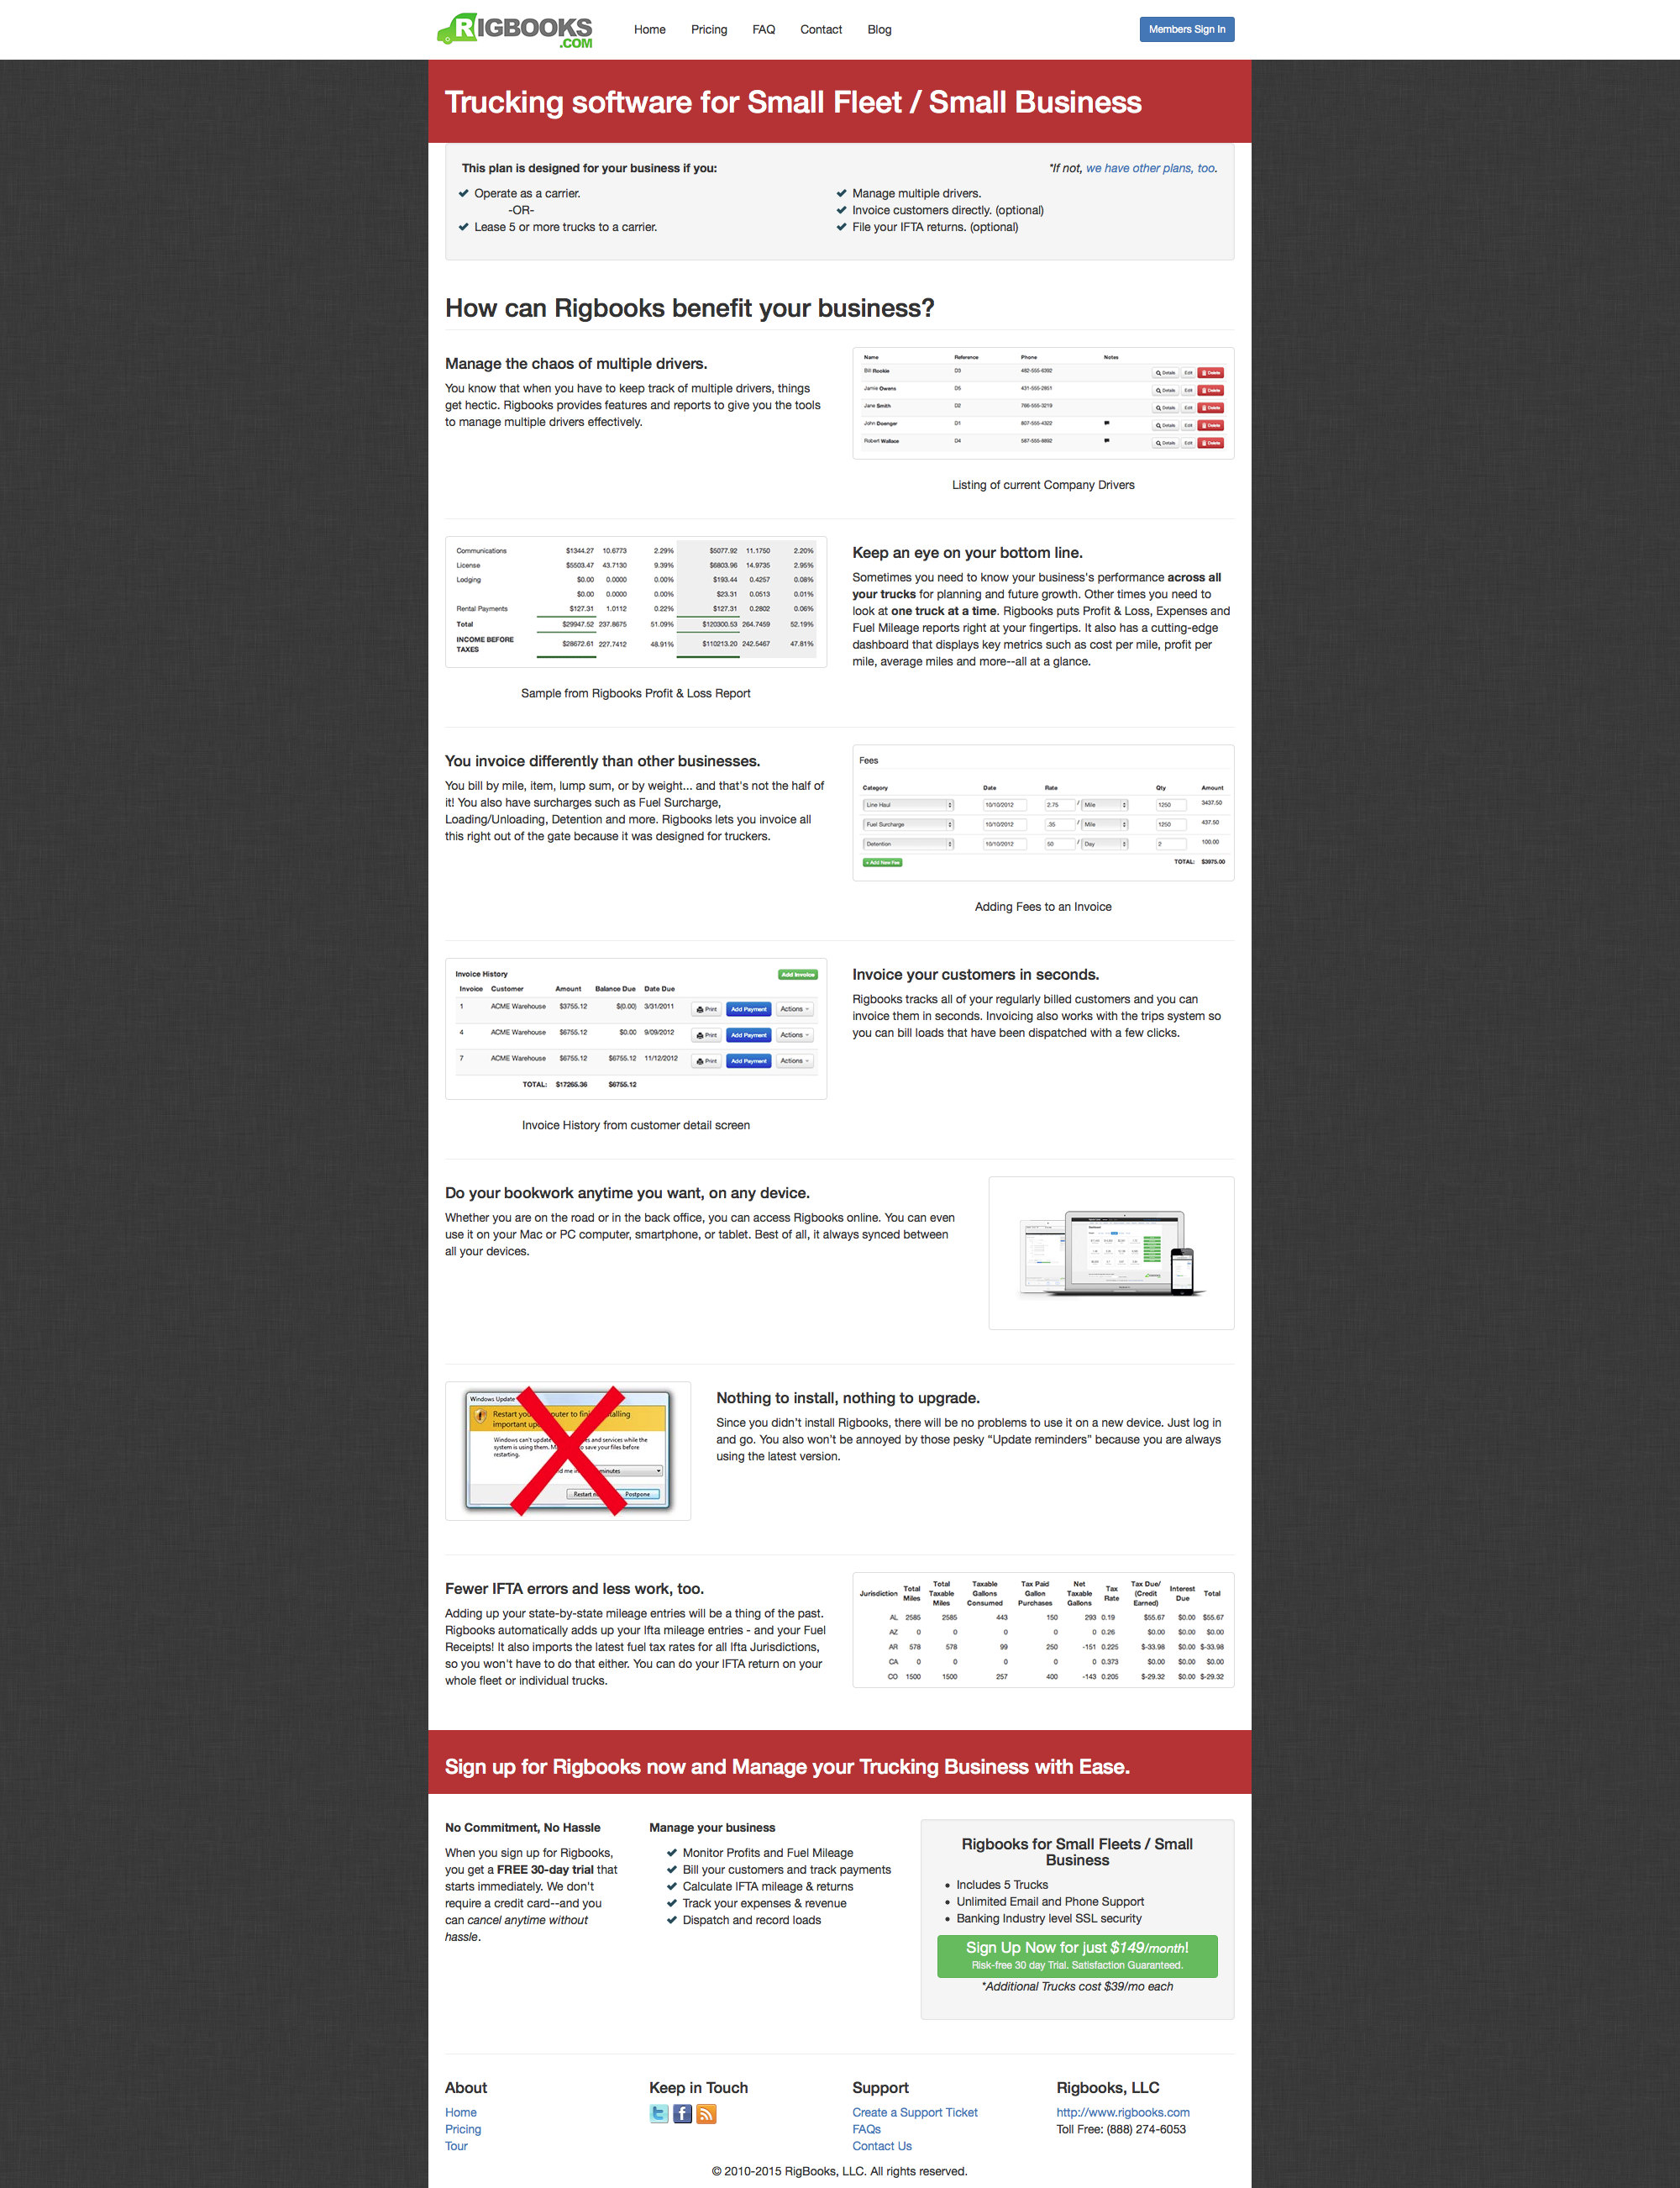 RIGBOOKS
.COM
Home Pricing FAQ Contact Blog
Members Sign In
Trucking software for Small Fleet / Small Business
This plan is designed for your business if you:
*If not, we have other plans, too.
Operate as a carrier.
-OR-
Lease 5 or more trucks to a carrier.
Manage multiple drivers.
Invoice customers directly. (optional)
File your IFTA returns. (optional)
How can Rigbooks benefit your business?
Manage the chaos of multiple drivers.
You know that when you have to keep track of multiple drivers, things
get hectic. Rigbooks provides features and reports to give you the tools
to manage multiple drivers effectively.
Name Reference Phone Notes
Bill Rookie D3 482-555-6392 Details Edit Delete
Jamie Owens D5 431-555-2651 Details Edit Delete
Jane Smith D2 766-555-3219 Details Edit Delete
John Doenger D1 807-555-4322 Details Edit Delete
Robert Wallace D4 587-555-8692 Details Edit Delete
Listing of current Company Drivers
Communications $1344.27 10.6773 2.29% $5077.92 11.1750 2.20%
License $5503.47 43.7130 9.39% $6803.96 14.9735 2.95%
Lodging $0.00 0.0000 0.00% $193.44 0.4257 0.08%
$0.00 0.0000 0.00% $23.31 0.0513 0.01%
Rental Payments $127.31 1.0112 0.22% $127.31 0.2802 0.06%
Total $29947.52 237.8675 51.09% $120300.53 264.7459 52.19%
INCOME BEFORE
TAXES $28672.61 227.7412 48.91% $110213.20 242.5467 47.81%
Sample from Rigbooks Profit & Loss Report
Keep an eye on your bottom line.
Sometimes you need to know your business's performance across all
your trucks for planning and future growth. Other times you need to
look at one truck at a time. Rigbooks puts Profit & Loss, Expenses and
Fuel Mileage reports right at your fingertips. It also has a cutting-edge
dashboard that displays key metrics such as cost per mile, profit per
mile, average miles and more--all at a glance.
You invoice differently than other businesses.
You bill by mile, item, lump sum, or by weight... and that's not the half of
it! You also have surcharges such as Fuel Surcharge,
Loading/Unloading, Detention and more. Rigbooks lets you invoice all
this right out of the gate because it was designed for truckers.
Fees
Category Date Rate Qty Amount
Line Haul 10/10/2012 2.75 / Mile 1250 3437.50
Fuel Surcharge 10/10/2012 .35 / Mile 1250 437.50
Detention 10/10/2012 50 / Day 2 100.00
+ Add New Fee TOTAL: $3975.00
Adding Fees to an Invoice
Invoice History Add Invoice
Invoice Customer Amount Balance Due Date Due
1 ACME Warehouse $3755.12 $(0.00) 3/31/2011 Print Add Payment Actions
4 ACME Warehouse $6755.12 $0.00 9/09/2012 Print Add Payment Actions
7 ACME Warehouse $6755.12 $6755.12 11/12/2012 Print Add Payment Actions
TOTAL: $17265.36 $6755.12
Invoice History from customer detail screen
Invoice your customers in seconds.
Rigbooks tracks all of your regularly billed customers and you can
invoice them in seconds. Invoicing also works with the trips system so
you can bill loads that have been dispatched with a few clicks.
Do your bookwork anytime you want, on any device.
Whether you are on the road or in the back office, you can access Rigbooks online. You can even
use it on your Mac or PC computer, smartphone, or tablet. Best of all, it always synced between
all your devices.
Windows Update
Restart
important
Windows can't update and services while the
system is using them. save your files before
restarting.
minutes
Restart Postpone
Nothing to install, nothing to upgrade.
Since you didn't install Rigbooks, there will be no problems to use it on a new device. Just log in
and go. You also won't be annoyed by those pesky “Update reminders” because you are always
using the latest version.
Fewer IFTA errors and less work, too.
Adding up your state-by-state mileage entries will be a thing of the past.
Rigbooks automatically adds up your Ifta mileage entries - and your Fuel
Receipts! It also imports the latest fuel tax rates for all Ifta Jurisdictions,
so you won't have to do that either. You can do your IFTA return on your
whole fleet or individual trucks.
Jurisdiction Total Miles Total Taxable Miles Taxable Gallons Consumed Tax Paid Gallon Purchases Net Taxable Gallons Tax Rate Tax Due/ (Credit Earned) Interest Due Total
AL 2585 2585 443 150 293 0.19 $55.67 $0.00 $55.67
AZ 0 0 0 0 0 0.26 $0.00 $0.00 $0.00
AR 578 578 99 250 -151 0.225 $-33.98 $0.00 $-33.98
CA 0 0 0 0 0 0.373 $0.00 $0.00 $0.00
CO 1500 1500 257 400 -143 0.205 $-29.32 $0.00 $-29.32
Sign up for Rigbooks now and Manage your Trucking Business with Ease.
No Commitment, No Hassle
When you sign up for Rigbooks,
you get a FREE 30-day trial that
starts immediately. We don't
require a credit card--and you
can cancel anytime without
hassle.
Manage your business
Monitor Profits and Fuel Mileage
Bill your customers and track payments
Calculate IFTA mileage & returns
Track your expenses & revenue
Dispatch and record loads
Rigbooks for Small Fleets / Small
Business
Includes 5 Trucks
Unlimited Email and Phone Support
Banking Industry level SSL security
Sign Up Now for just $149/month!
Risk-free 30 day Trial. Satisfaction Guaranteed.
*Additional Trucks cost $39/mo each
About
Home
Pricing
Tour
Keep in Touch
Support
Create a Support Ticket
FAQs
Contact Us
Rigbooks, LLC
http://www.rigbooks.com
Toll Free: (888) 274-6053
© 2010-2015 RigBooks, LLC. All rights reserved.